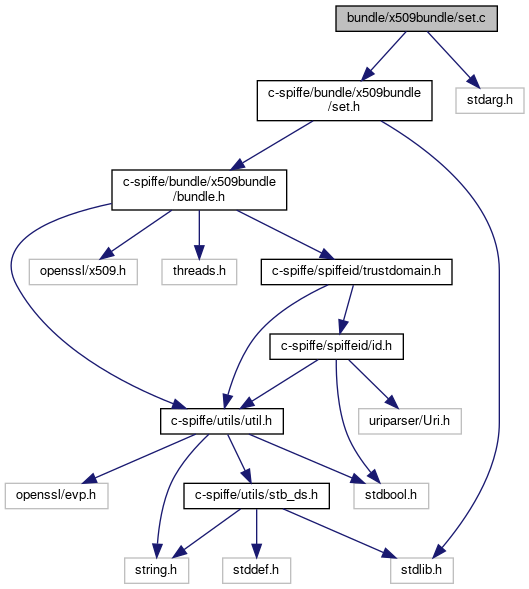 bundle/x509bundle/set.c
c-spiffe/bundle/x509bundle
/set.h
stdarg.h
c-spiffe/bundle/x509bundle
/bundle.h
openssl/x509.h
threads.h
c-spiffe/spiffeid/trustdomain.h
c-spiffe/spiffeid/id.h
c-spiffe/utils/util.h
uriparser/Uri.h
openssl/evp.h
c-spiffe/utils/stb_ds.h
stdbool.h
string.h
stddef.h
stdlib.h